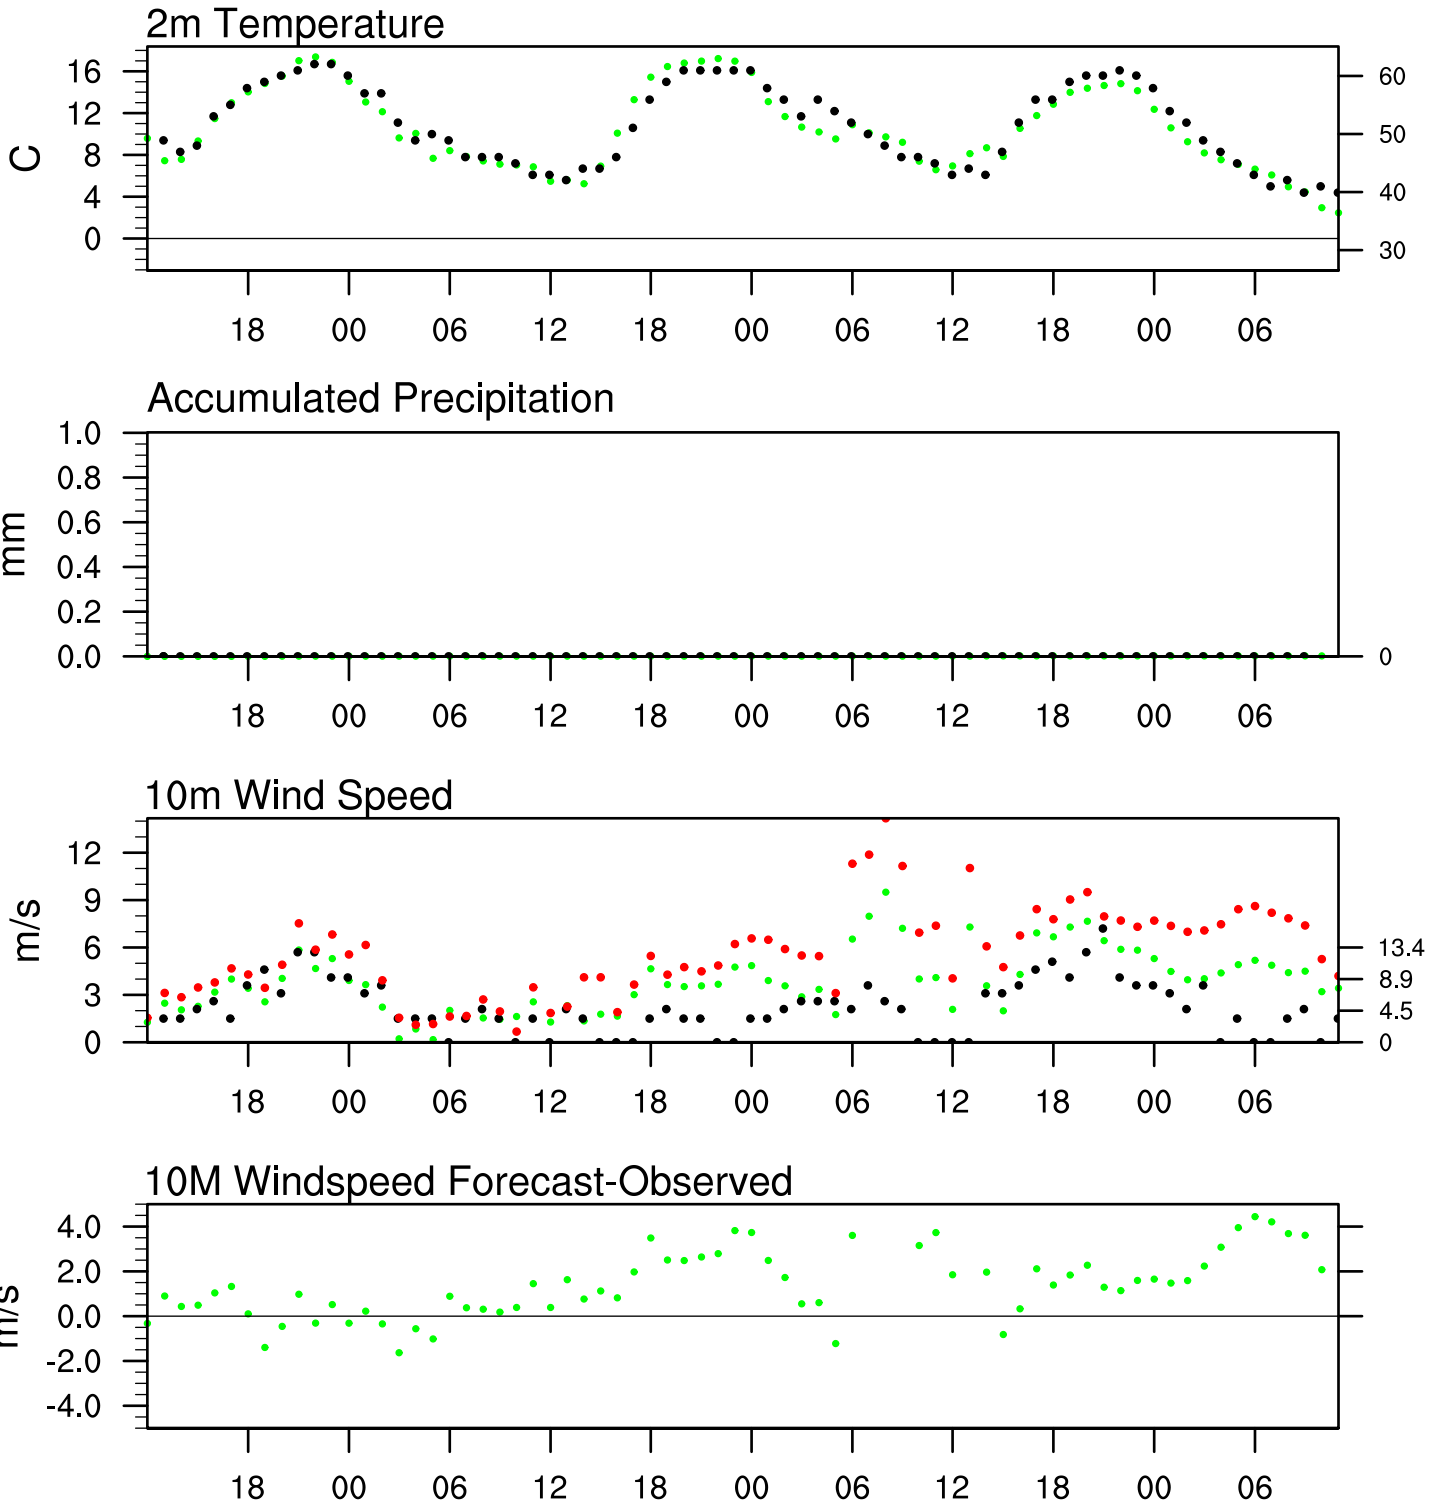 2m Temperature
16 60
12 50
8
C
4 40
0 30
18 00 06 12 18 00 06 12 18 00 06
Accumulated Precipitation
1.0
0.8
0.6
mm
0.4
0.2
0.0 0
18 00 06 12 18 00 06 12 18 00 06
10m Wind Speed
12
9
m/s
6 13.4
3 8.9
4.5
0 0
18 00 06 12 18 00 06 12 18 00 06
10M Windspeed Forecast-Observed
4.0
2.0
0.0
m/s
-2.0
-4.0
18 00 06 12 18 00 06 12 18 00 06